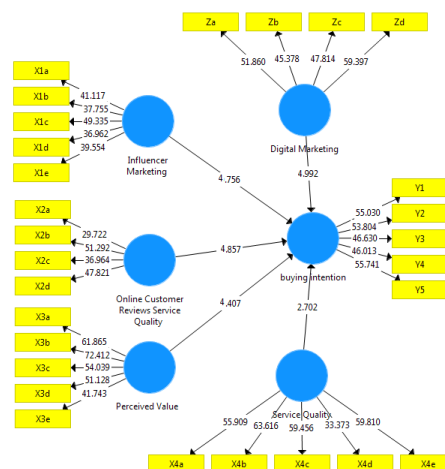 Za
Zb
Zc
Zd
51.860
45.378
47.814
59.397
X1a
X1b
X1c
X1d
X1e
41.117
37.755
49.335
36.962
39.554
Influencer
Marketing
Digital Marketing
4.756
4.992
X2a
X2b
X2c
X2d
29.722
51.292
36.964
47.821
Online Customer
Reviews Service
Quality
4.857
buying intention
55.030
53.804
46.630
46.013
55.741
Y1
Y2
Y3
Y4
Y5
X3a
X3b
X3c
X3d
X3e
61.865
72.412
54.039
51.128
41.743
Perceived Value
4.407
2.702
Service Quality
55.909
63.616
59.456
33.373
59.810
X4a
X4b
X4c
X4d
X4e